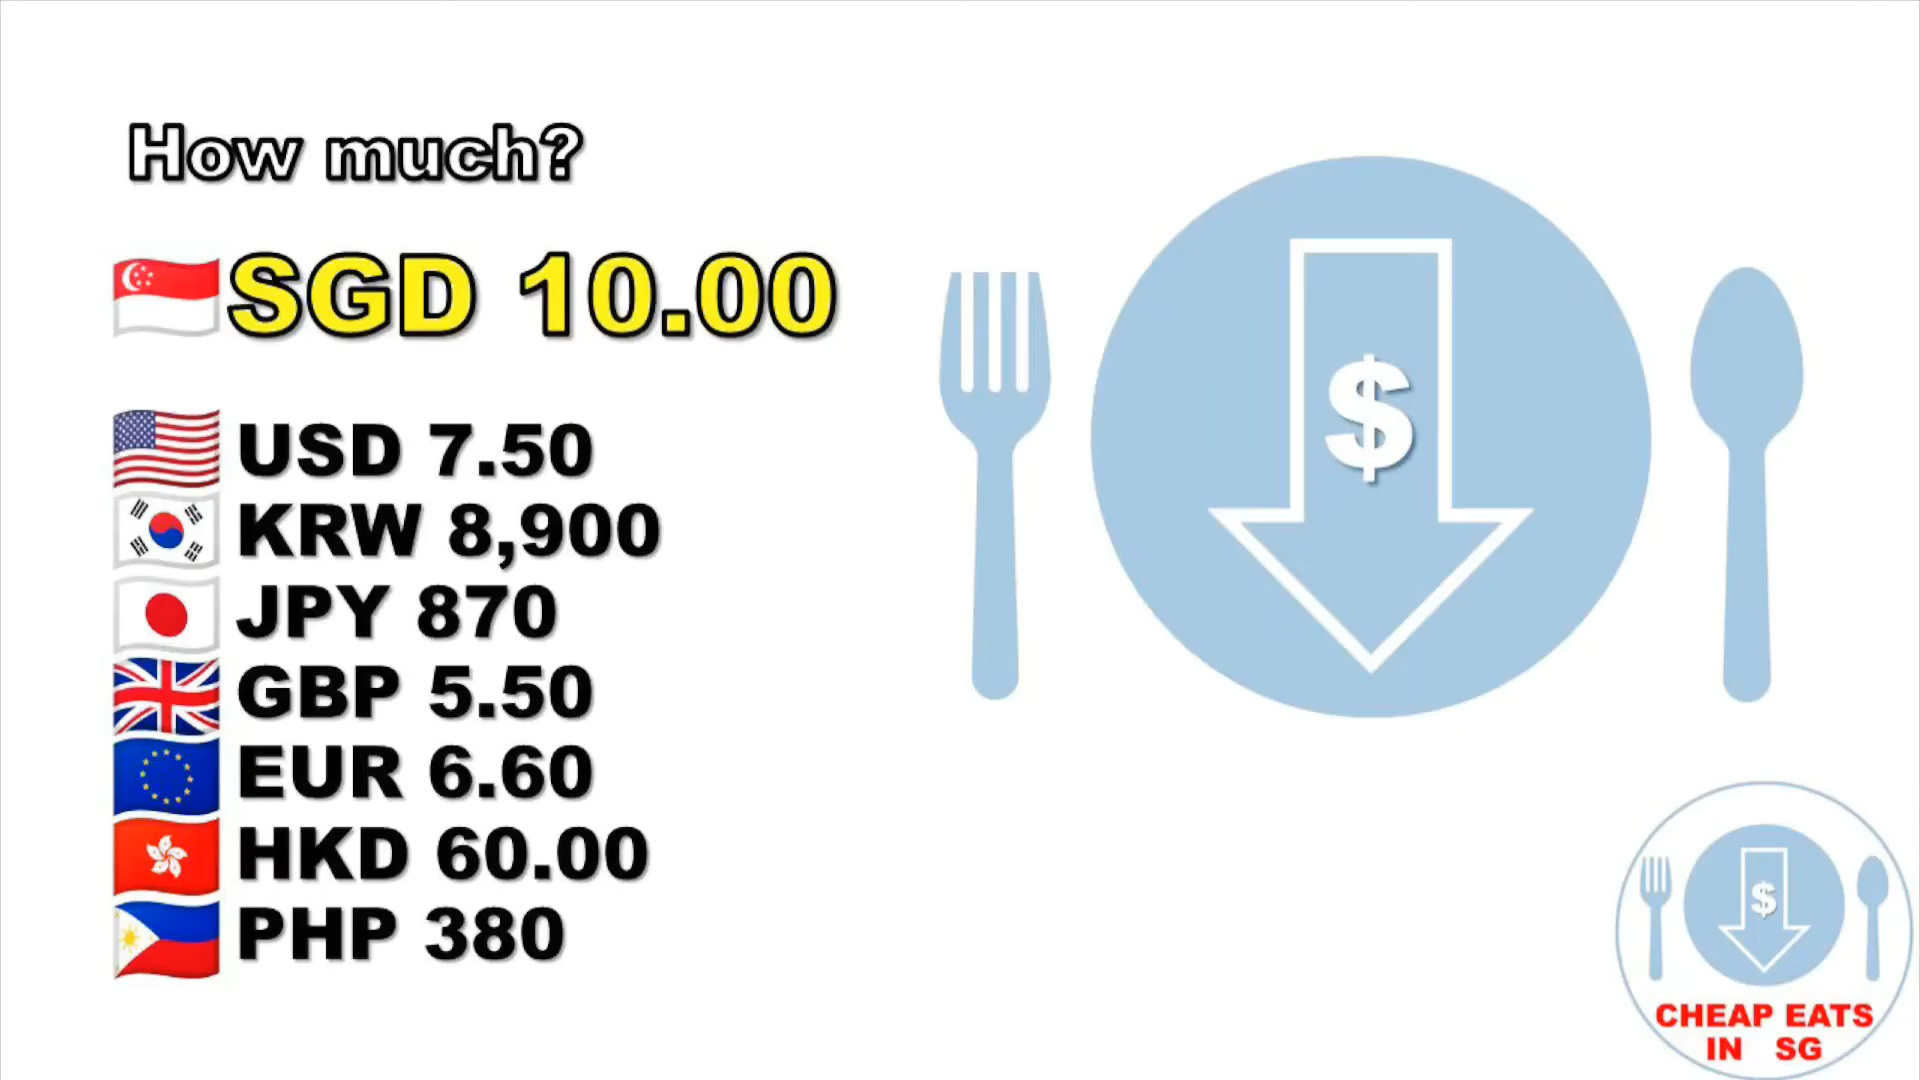 How much?
SGD 10.00
USD 7.50
KRW 8,900
JPY 870
GBP 5.50
EUR 6.60
HKD 60.00
PHP 380
$
$
CHEAP EATS
IN SG